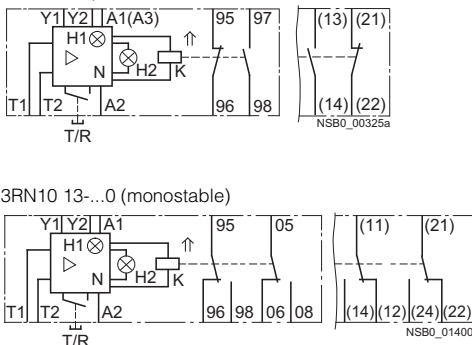 Y1 Y2 A1(A3) 95 97 (13) (21)
H1
N H2 K
T1 T2 A2 96 98 (14) (22)
NSB0_00325a
T/R
3RN10 13-...0 (monostable)
Y1 Y2 A1 95 05 (11) (21)
H1
N H2 K
T1 T2 A2 96 98 06 08 (14) (12) (24) (22)
NSB0_01400
T/R